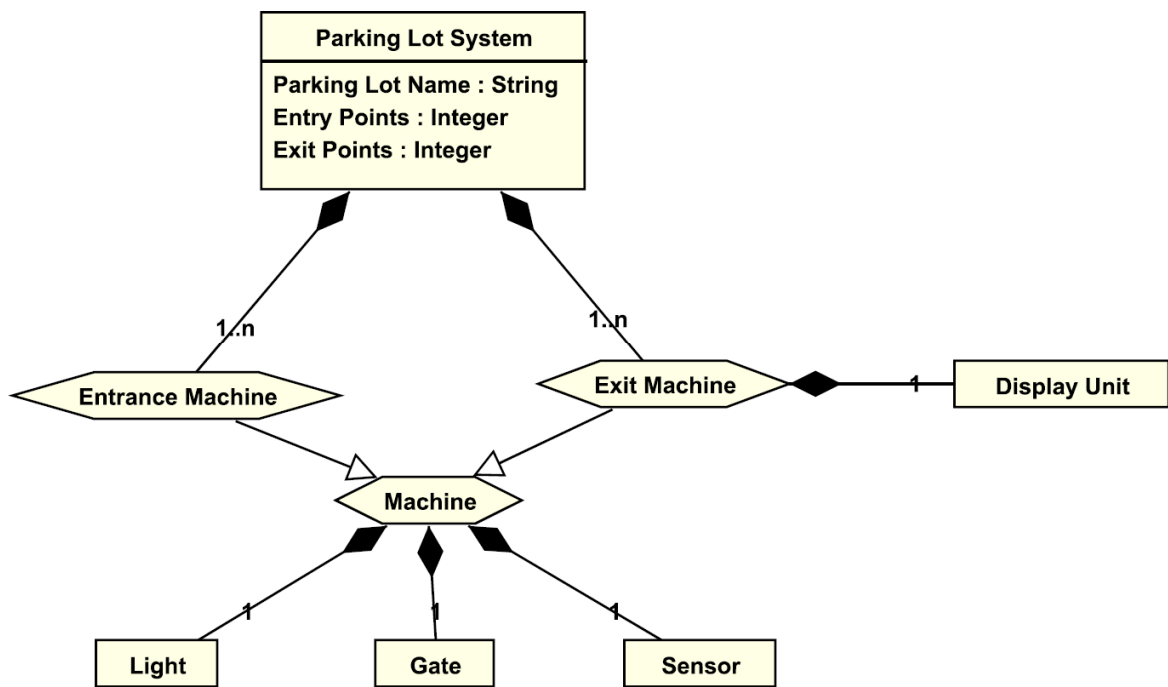 Parking Lot System
Parking Lot Name : String
Entry Points : Integer
Exit Points : Integer
1..n
1..n
Entrance Machine
Exit Machine
1
Display Unit
Machine
1
1
1
Light
Gate
Sensor